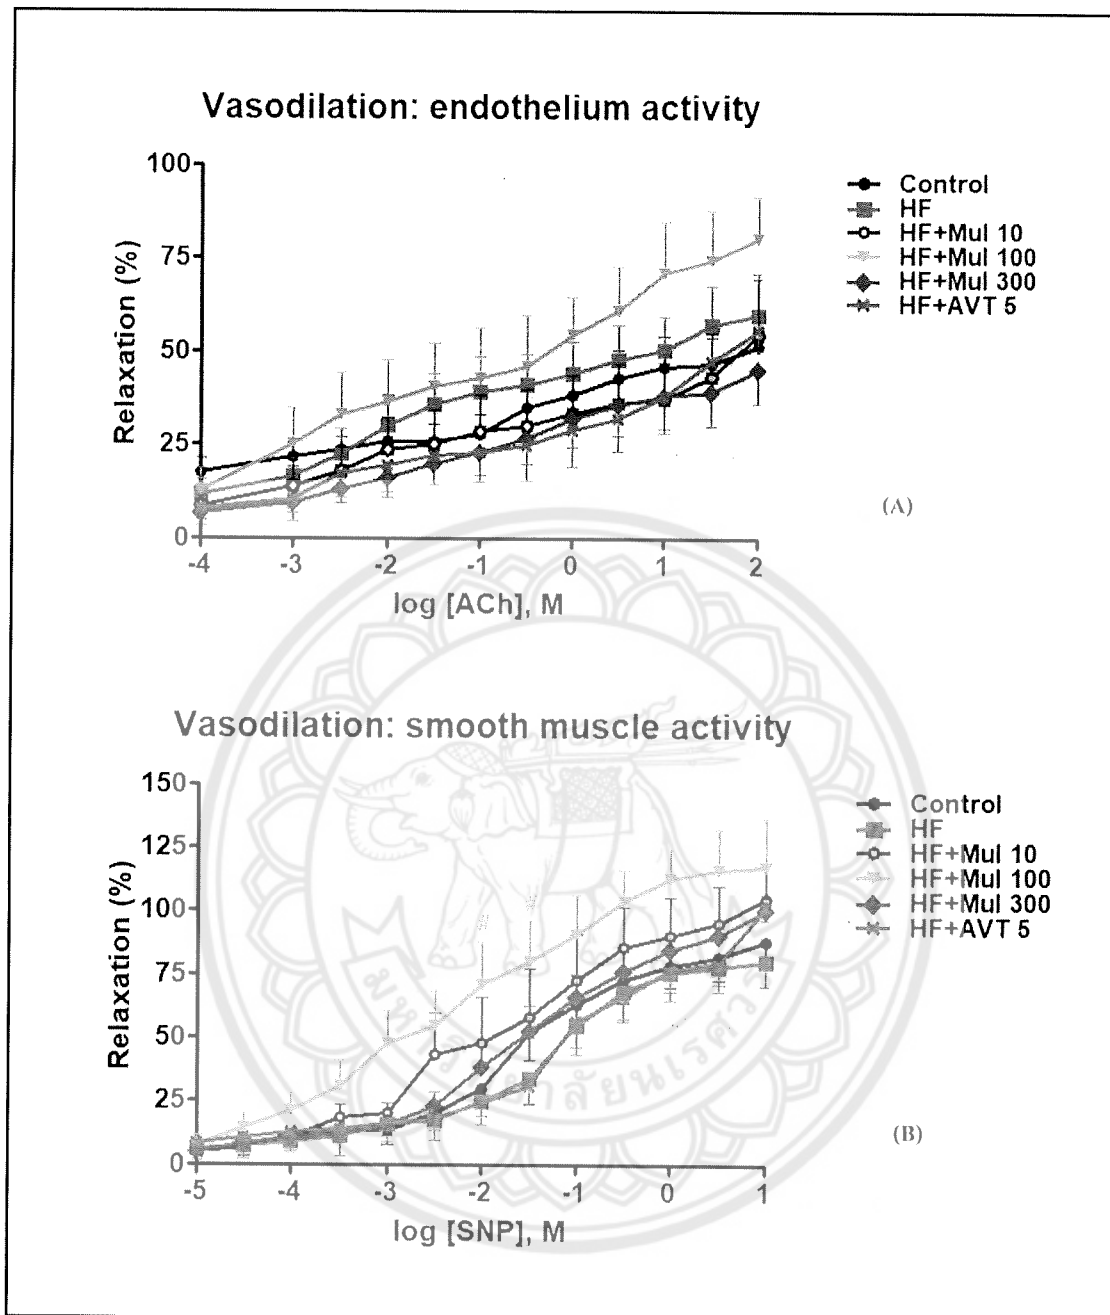 Vasodilation: endothelium activity
100
75
50
25
0
Relaxation (%)
-4 -3 -2 -1 0 1 2
log [ACh], M
Control
HF
HF+Mul 10
HF+Mul 100
HF+Mul 300
HF+AVT 5
(A)
Vasodilation: smooth muscle activity
150
125
100
75
50
25
0
Relaxation (%)
-5 -4 -3 -2 -1 0 1
log [SNP], M
Control
HF
HF+Mul 10
HF+Mul 100
HF+Mul 300
HF+AVT 5
(B)